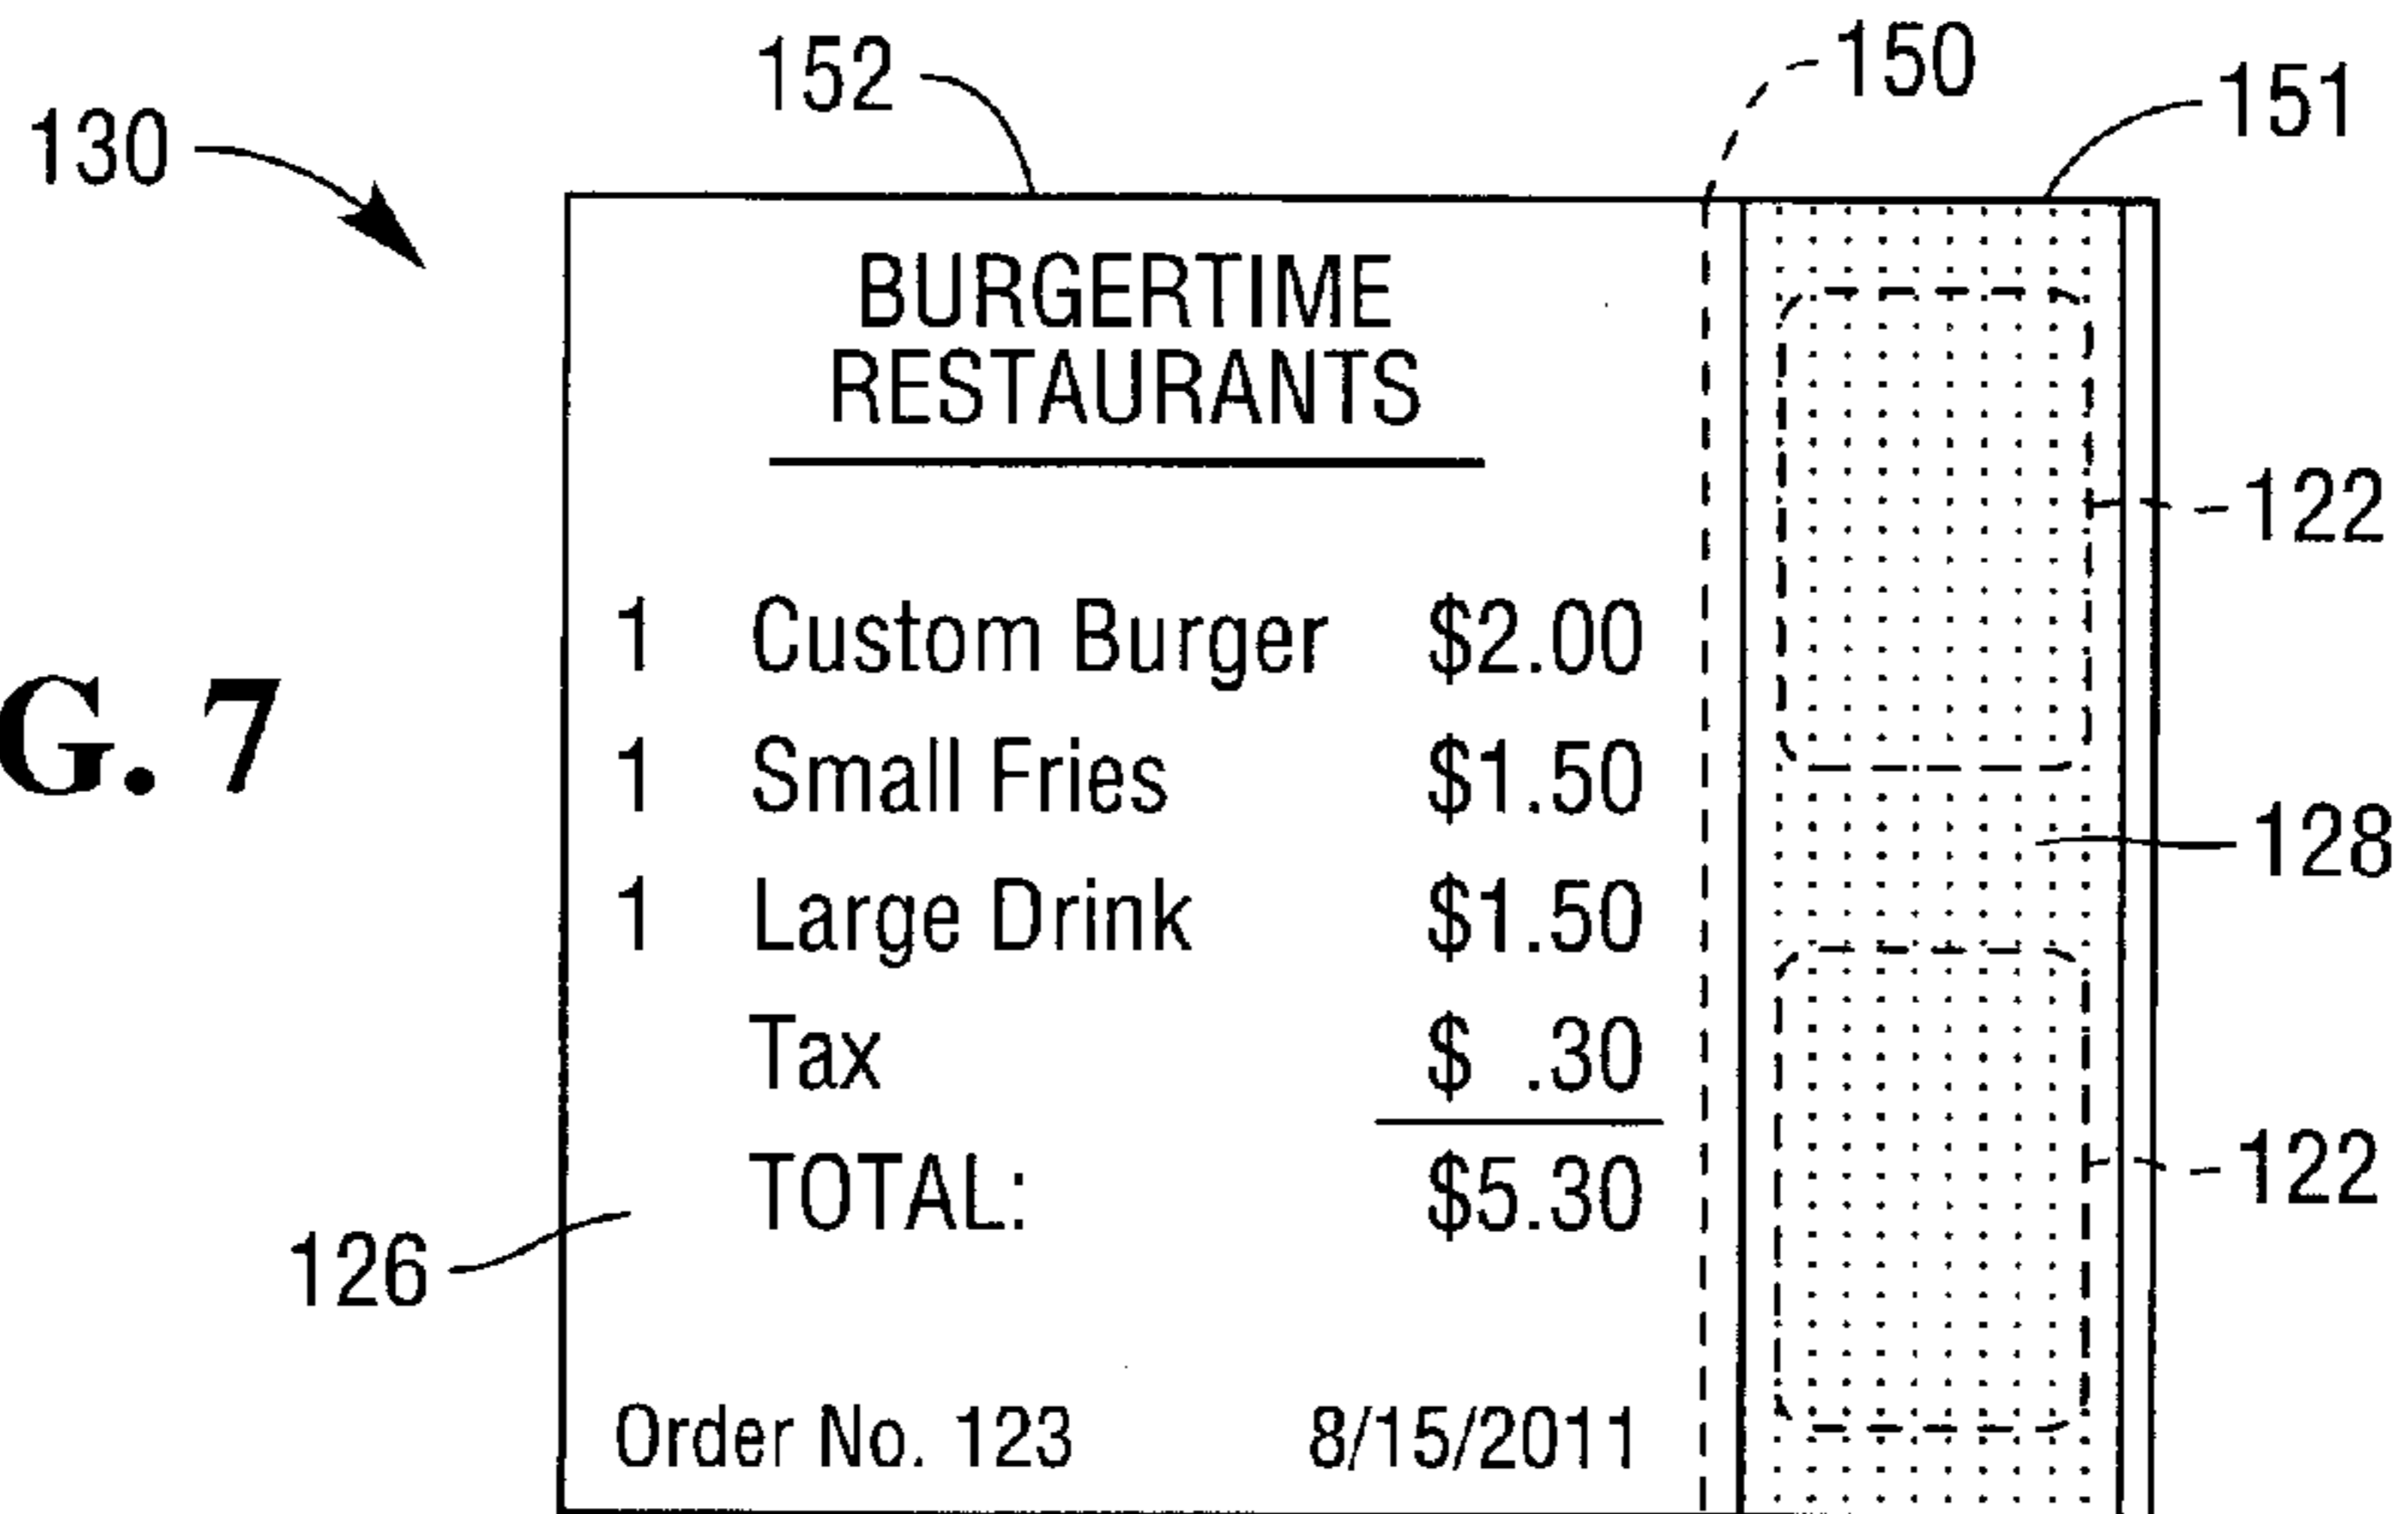 152
150
151
130
BURGERTIME
RESTAURANTS
122
1 Custom Burger $2.00
G. 7
1 Small Fries $1.50
128
1 Large Drink $1.50
Tax $ .30
TOTAL: $5.30
122
126
Order No. 123 8/15/2011